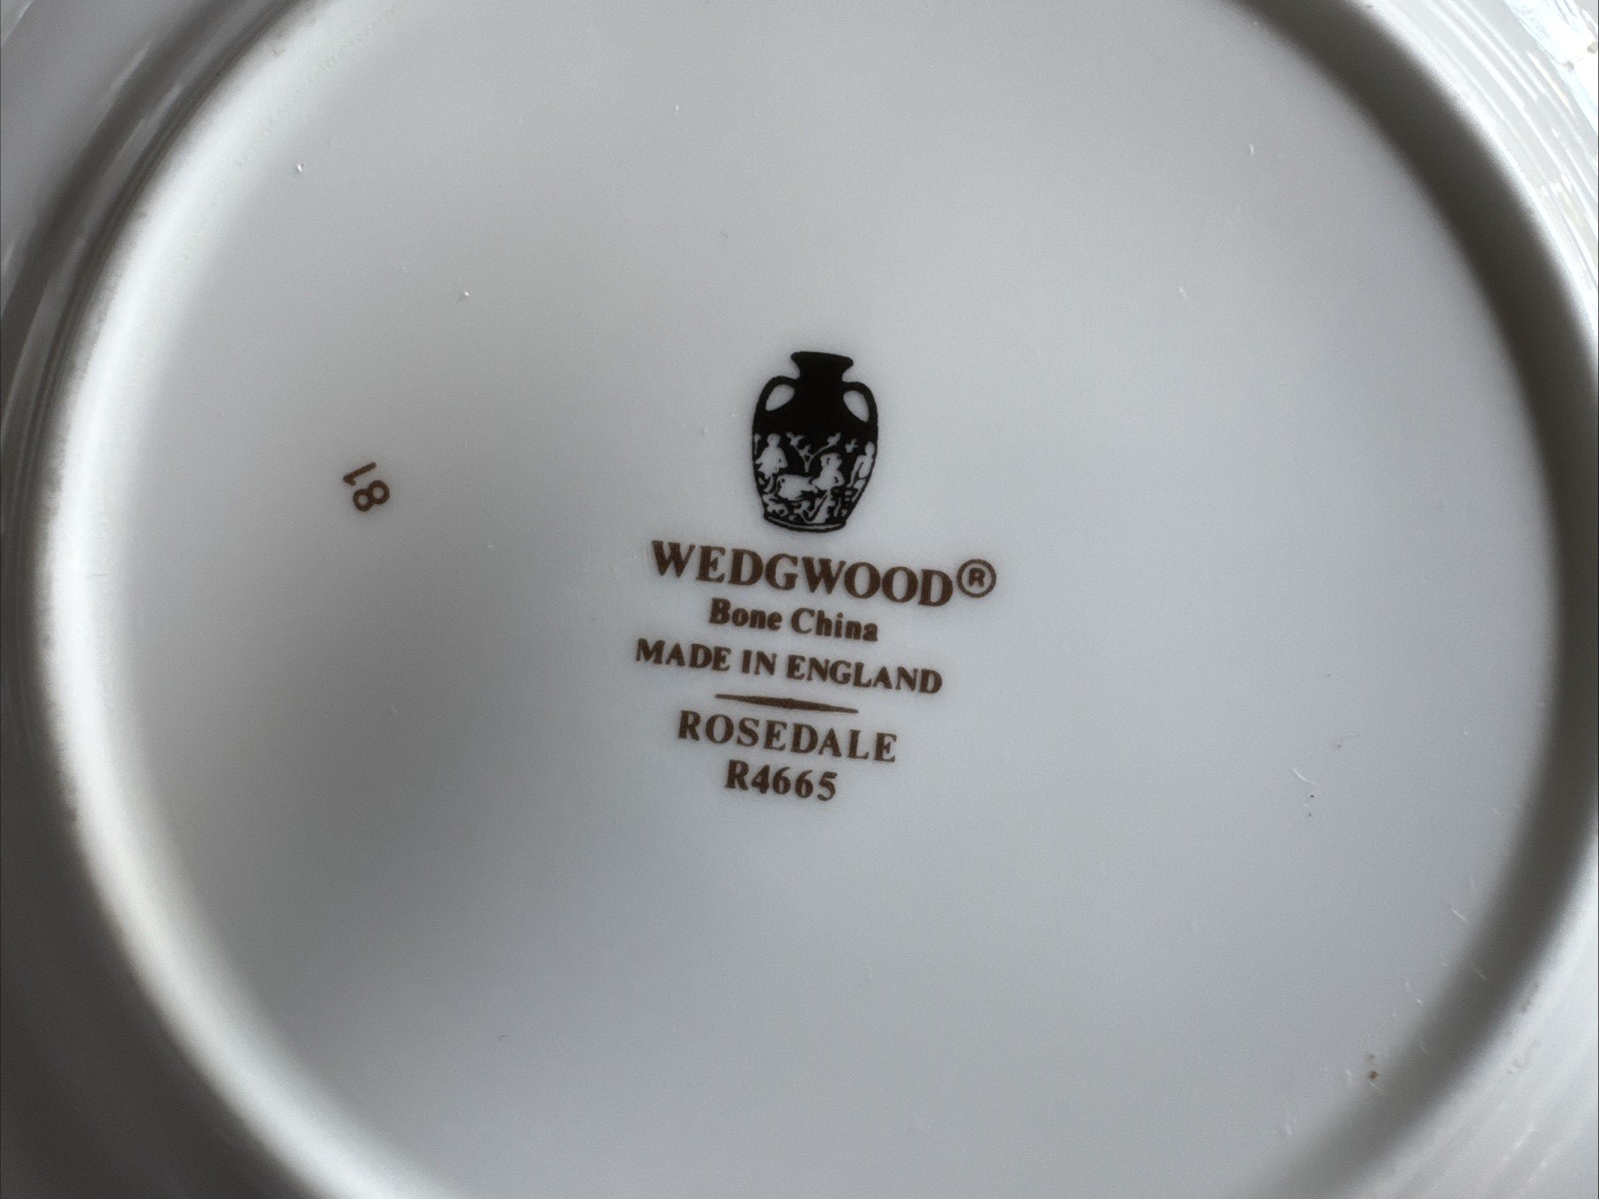 WEDGWOOD®
Bone China
MADE IN ENGLAND
ROSEDALE
R4665
81